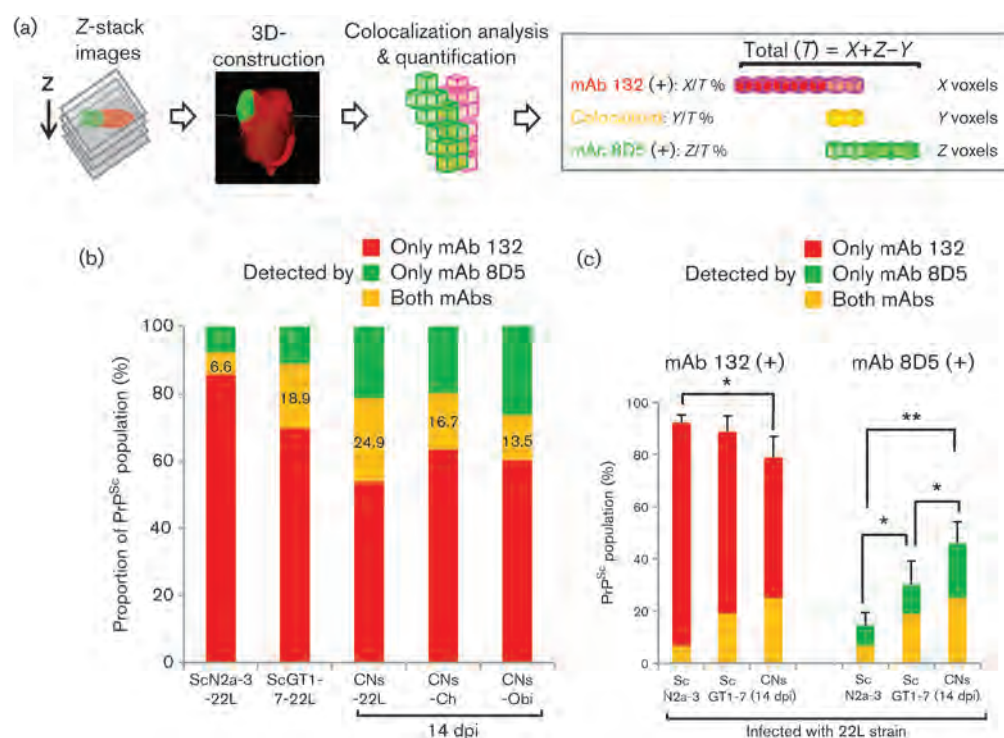 (a)
Z-stack
images
Z
3D-
construction
Colocalization analysis
& quantification
Total (T) = X+Z–Y
mAb 132 (+): X/T % X voxels
Colocalized: Y/T % Y voxels
mAb 8D5 (+): Z/T % Z voxels
(b)
Detected by
Only mAb 132
Only mAb 8D5
Both mAbs
Proportion of PrPSc population (%)
100
80
60
40
20
0
6.6
18.9
24.9
16.7
13.5
ScN2a-3
-22L
ScGT1-
7-22L
CNs
-22L
CNs
-Ch
CNs
-Obi
14 dpi
(c)
Detected by
Only mAb 132
Only mAb 8D5
Both mAbs
mAb 132 (+) mAb 8D5 (+)
PrPSc population (%)
100
80
60
40
20
0
*
**
*
*
Sc
N2a-3
Sc
GT1-7
CNs
(14 dpi)
Sc
N2a-3
Sc
GT1-7
CNs
(14 dpi)
Infected with 22L strain